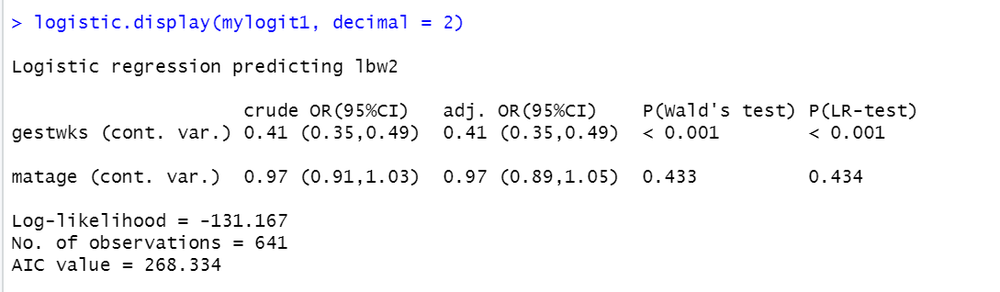 > logistic.display(mylogit1, decimal = 2)
Logistic regression predicting lbw2
crude OR(95%CI) adj. OR(95%CI) P(Wald's test) P(LR-test)
gestwks (cont. var.) 0.41 (0.35,0.49) 0.41 (0.35,0.49) < 0.001 < 0.001
matage (cont. var.) 0.97 (0.91,1.03) 0.97 (0.89,1.05) 0.433 0.434
Log-likelihood = -131.167
No. of observations = 641
AIC value = 268.334